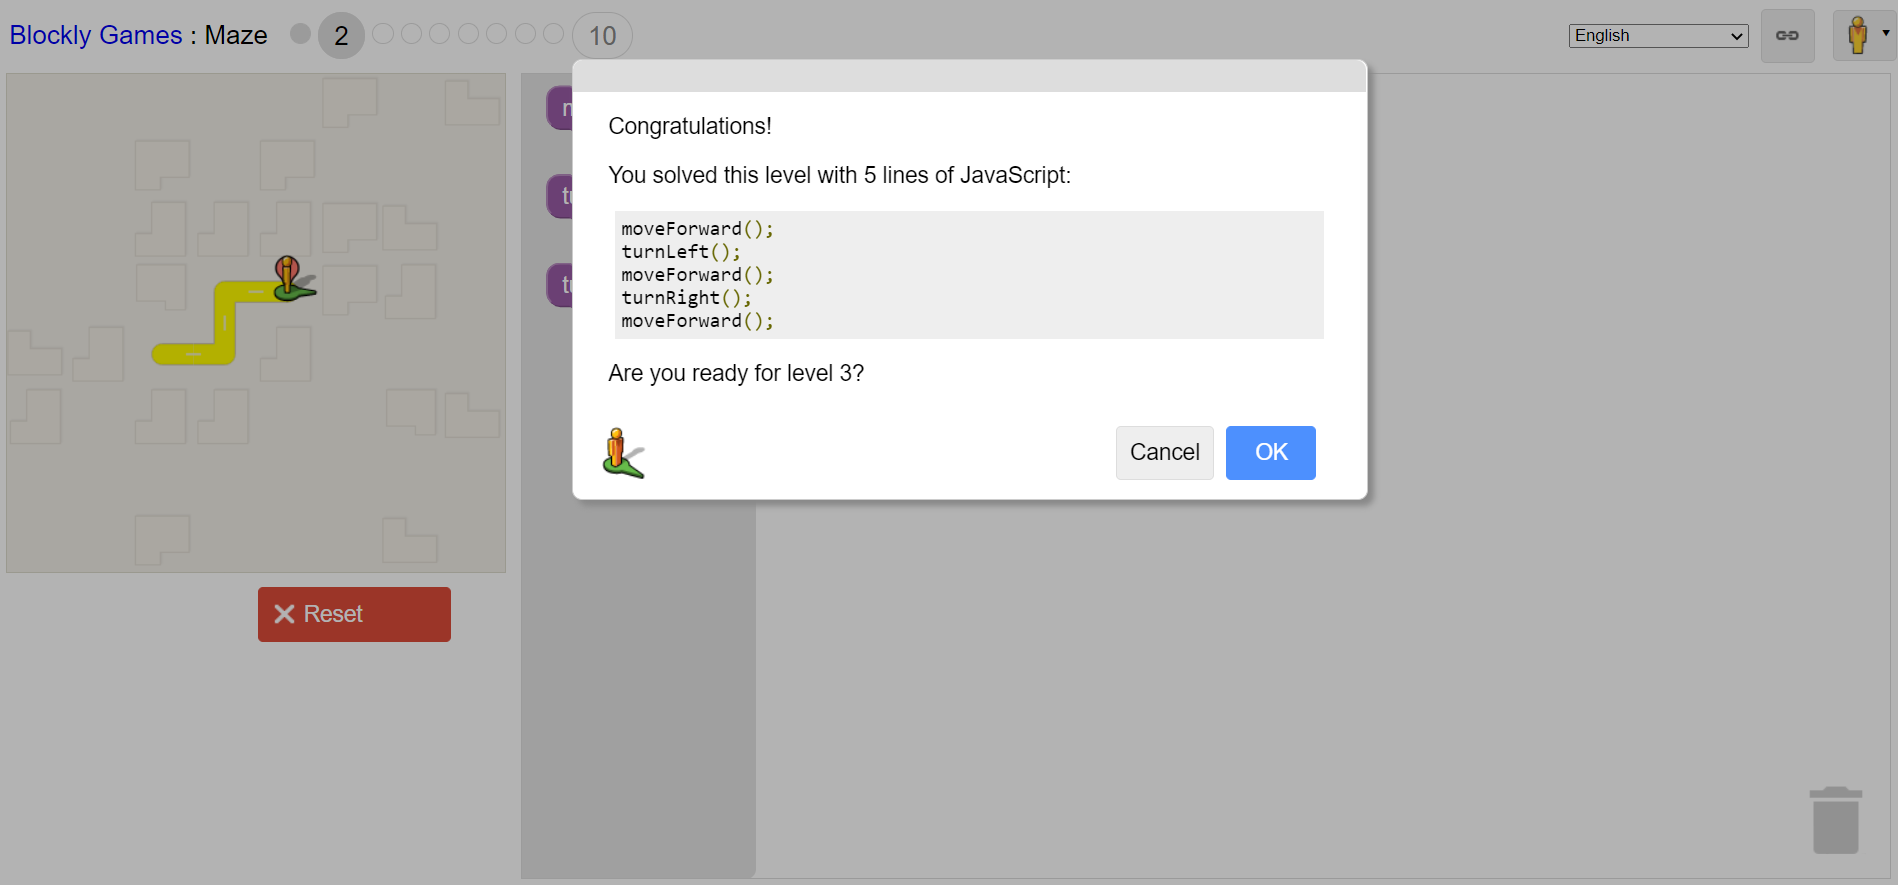 Blockly Games : Maze 2 10 English
Congratulations!
You solved this level with 5 lines of JavaScript:
moveForward();
turnLeft();
moveForward();
turnRight();
moveForward();
Are you ready for level 3?
Cancel OK
Reset